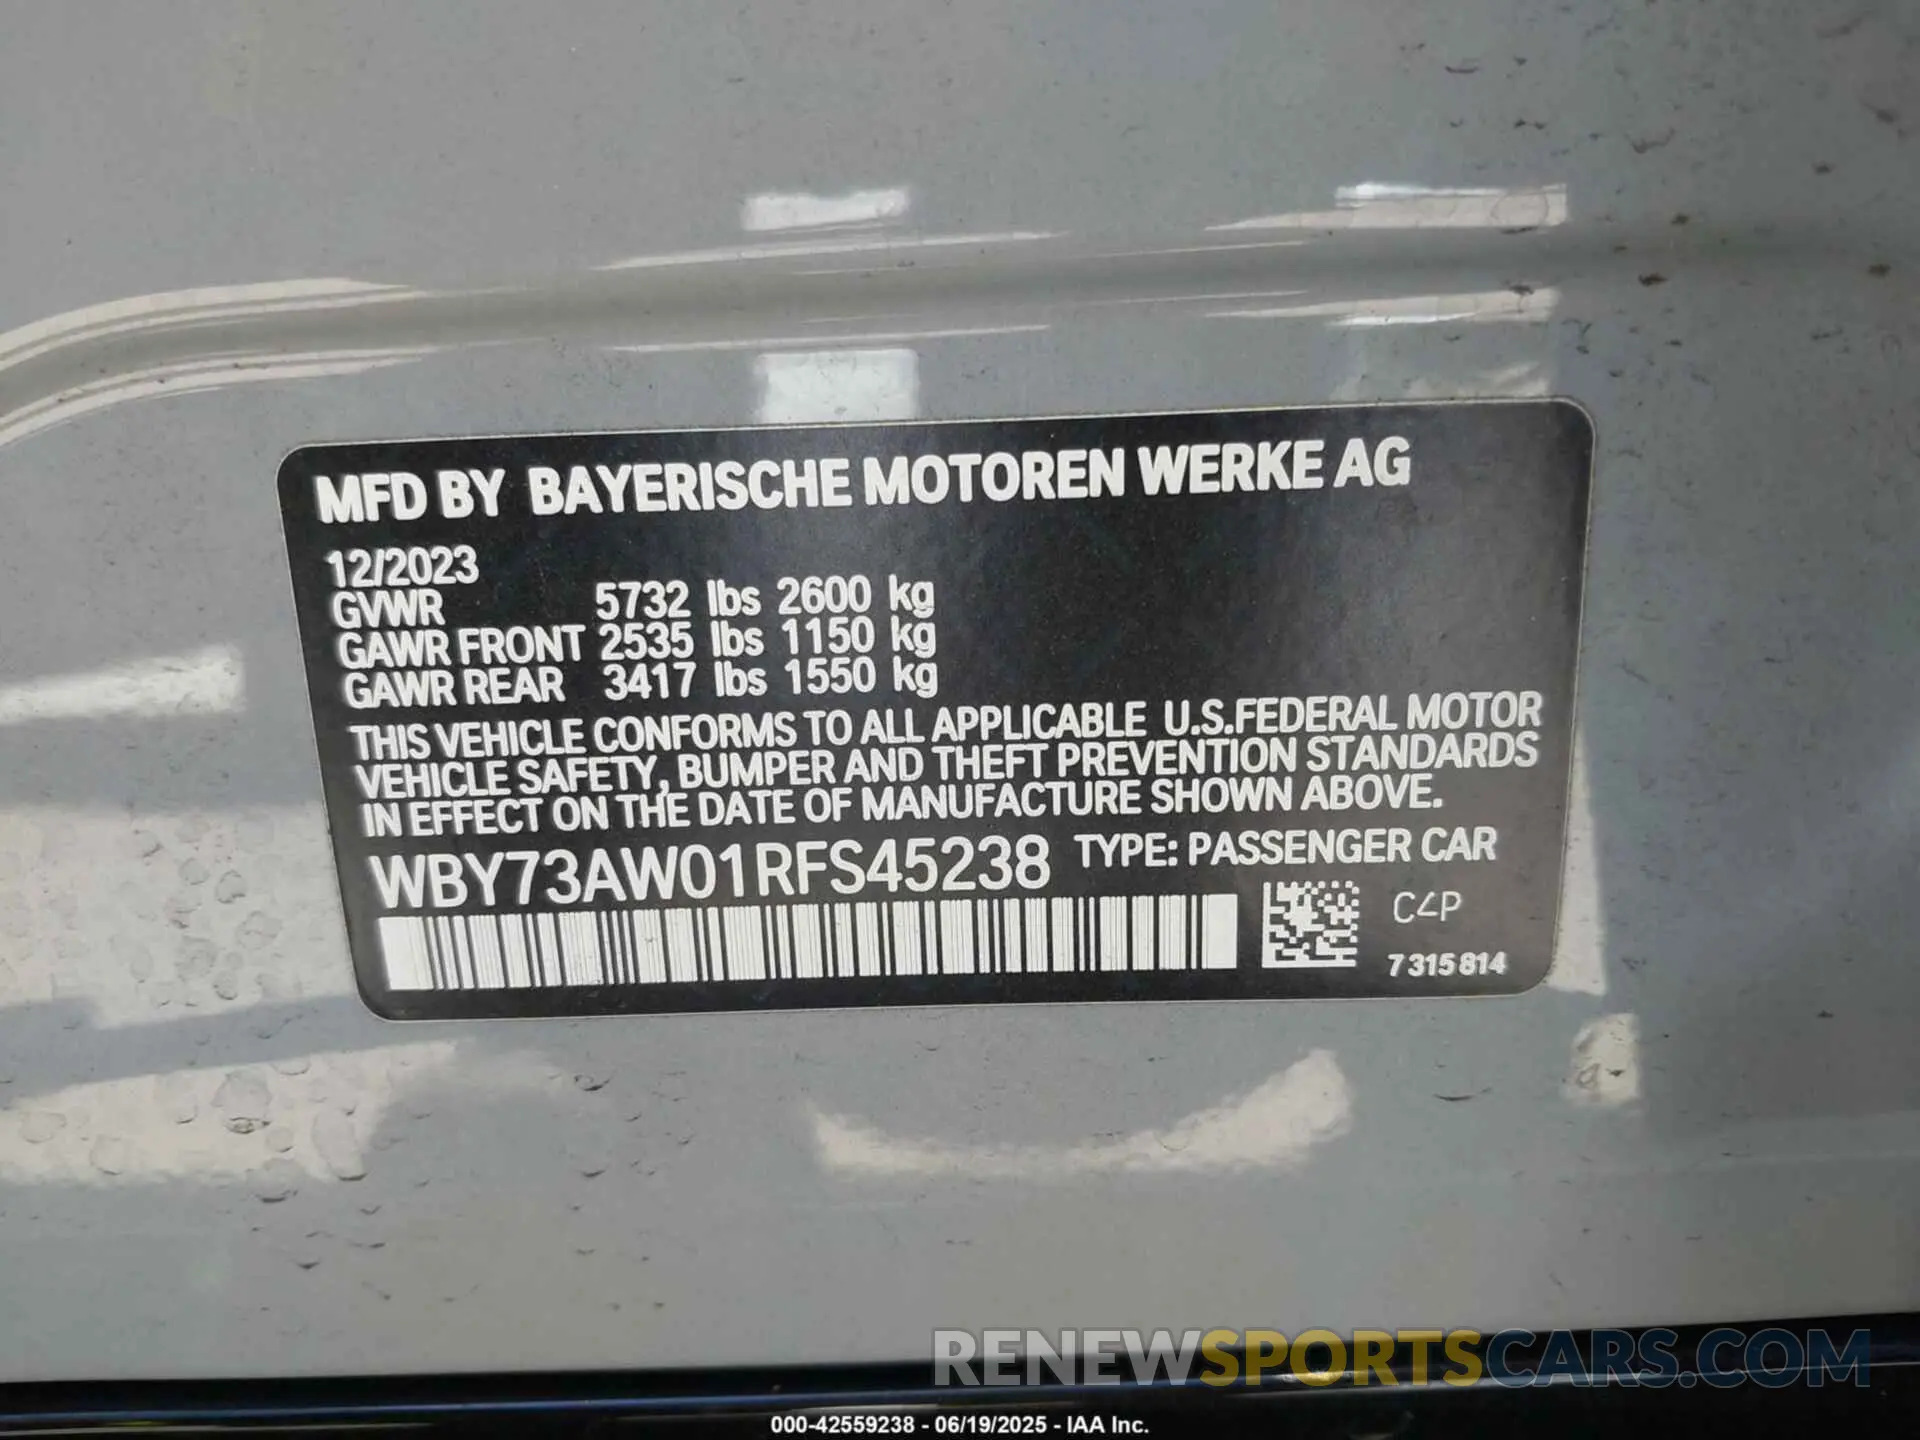 MFD BY BAYERISCHE MOTOREN WERKE AG
12/2023
GVWR 5732 lbs 2600 kg
GAWR FRONT 2535 lbs 1150 kg
GAWR REAR 3417 lbs 1550 kg
THIS VEHICLE CONFORMS TO ALL APPLICABLE U.S.FEDERAL MOTOR
VEHICLE SAFETY, BUMPER AND THEFT PREVENTION STANDARDS
IN EFFECT ON THE DATE OF MANUFACTURE SHOWN ABOVE.
WBY73AW01RFS45238 TYPE: PASSENGER CAR
C4P
7315814
RENEWSPORTSCARS.COM
000-42559238 - 06/19/2025 - IAA Inc.